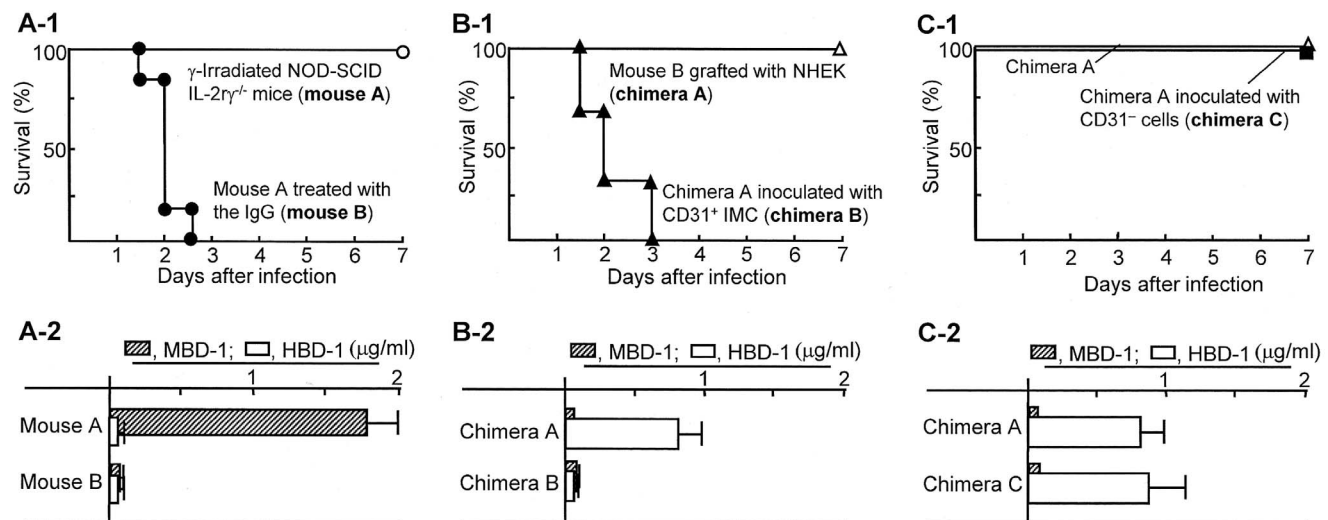 A-1
100
50
Survival (%)
γ-Irradiated NOD-SCID
IL-2rγ-/- mice (mouse A)
Mouse A treated with
the IgG (mouse B)
1 2 3 4 5 6 7
Days after infection
B-1
100
50
Survival (%)
Mouse B grafted with NHEK
(chimera A)
Chimera A inoculated with
CD31+ IMC (chimera B)
1 2 3 4 5 6 7
Days after infection
C-1
100
50
Survival (%)
Chimera A
Chimera A inoculated with
CD31– cells (chimera C)
1 2 3 4 5 6 7
Days after infection
A-2
, MBD-1; , HBD-1 (μg/ml)
1 2
Mouse A
Mouse B
B-2
, MBD-1; , HBD-1 (μg/ml)
1 2
Chimera A
Chimera B
C-2
, MBD-1; , HBD-1 (μg/ml)
1 2
Chimera A
Chimera C